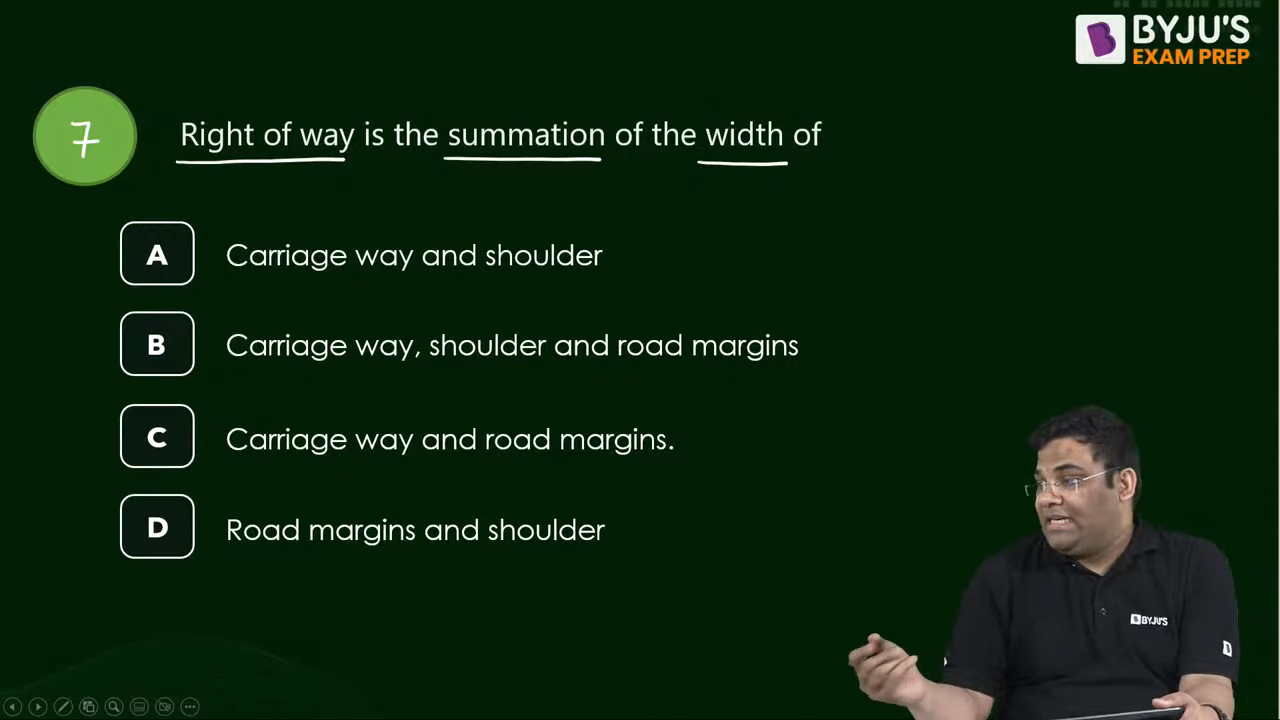 BYJU'S
EXAM PREP
7
Right of way is the summation of the width of
A
Carriage way and shoulder
B
Carriage way, shoulder and road margins
C
Carriage way and road margins.
D
Road margins and shoulder
BYJU'S